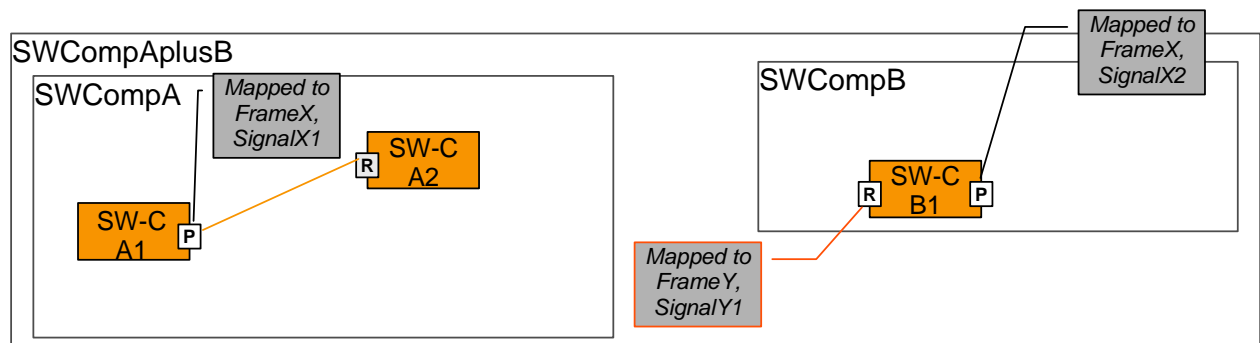 SWCompAplusB
SWCompA
Mapped to
FrameX,
SignalX1
SW-C
A1
P
R
SW-C
A2
SWCompB
Mapped to
FrameX,
SignalX2
R
SW-C
B1
P
Mapped to
FrameY,
SignalY1